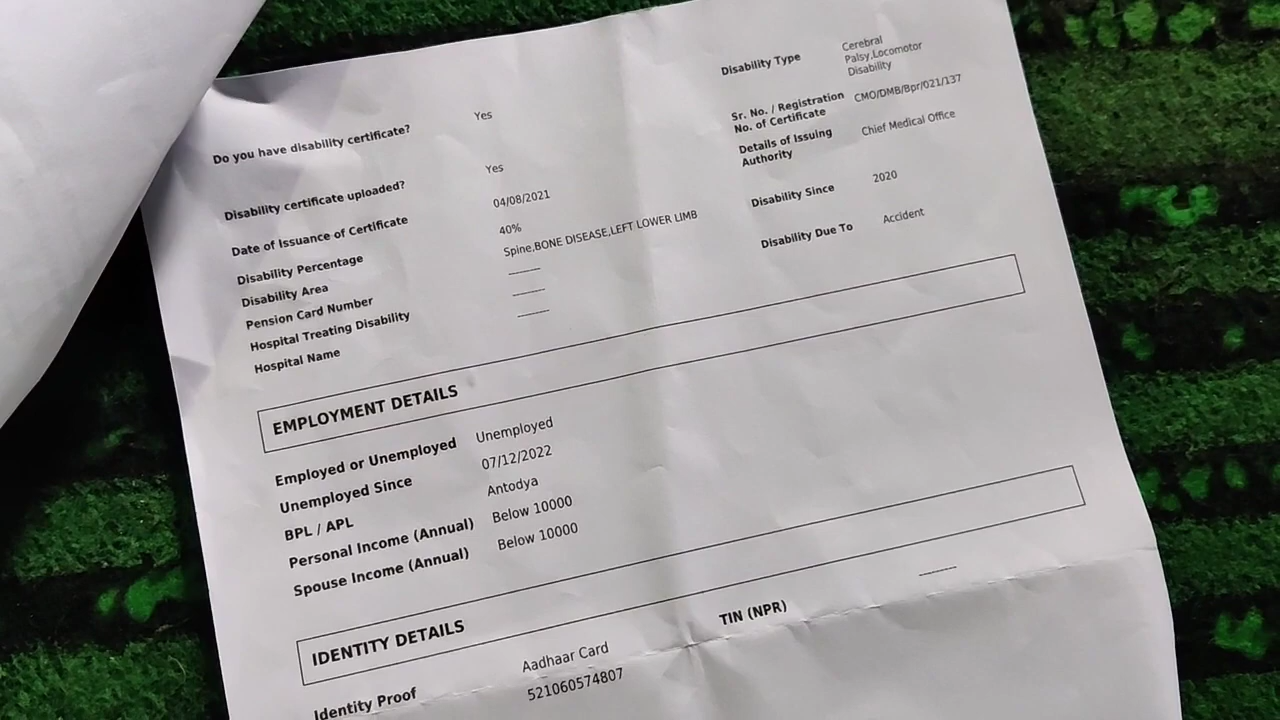 Do you have disability certificate? Yes
Disability Type Cerebral
Palsy,Locomotor
Disability
Disability certificate uploaded? Yes
Sr. No. / Registration CMO/DMB/Bpr/021/137
No. of Certificate
Date of Issuance of Certificate 04/08/2021
Details of Issuing Chief Medical Office
Authority
Disability Percentage 40%
Disability Since 2020
Disability Area Spine,BONE DISEASE,LEFT LOWER LIMB
Disability Due To Accident
Pension Card Number ______
Hospital Treating Disability ______
Hospital Name ______
EMPLOYMENT DETAILS
Employed or Unemployed Unemployed
Unemployed Since 07/12/2022
BPL / APL Antodya
Personal Income (Annual) Below 10000
Spouse Income (Annual) Below 10000
IDENTITY DETAILS
Identity Proof Aadhaar Card
TIN (NPR) ______
521060574807